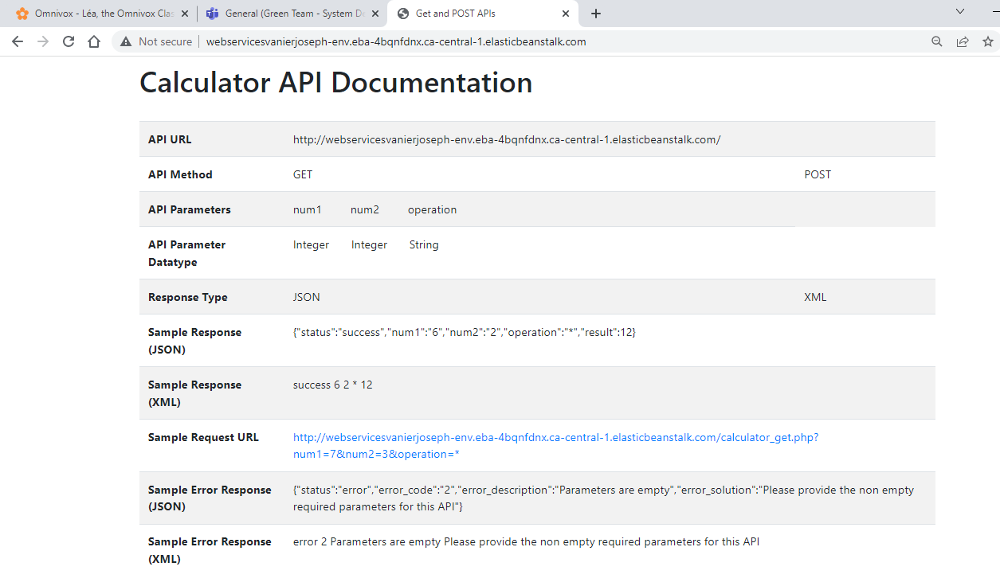 Omnivox - Léa, the Omnivox Clas
General (Green Team - System De
Get and POST APIs
Not secure
webservicesvanierjoseph-env.eba-4bqnfdnx.ca-central-1.elasticbeanstalk.com
Calculator API Documentation
API URL http://webservicesvanierjoseph-env.eba-4bqnfdnx.ca-central-1.elasticbeanstalk.com/
API Method GET POST
API Parameters num1 num2 operation
API Parameter Integer Integer String
Datatype
Response Type JSON XML
Sample Response {"status":"success","num1":"6","num2":"2","operation":"*","result":12}
(JSON)
Sample Response success 6 2 * 12
(XML)
Sample Request URL http://webservicesvanierjoseph-env.eba-4bqnfdnx.ca-central-1.elasticbeanstalk.com/calculator_get.php?
num1=7&num2=3&operation=*
Sample Error Response {"status":"error","error_code":"2","error_description":"Parameters are empty","error_solution":"Please provide the non empty
(JSON) required parameters for this API"}
Sample Error Response error 2 Parameters are empty Please provide the non empty required parameters for this API
(XML)